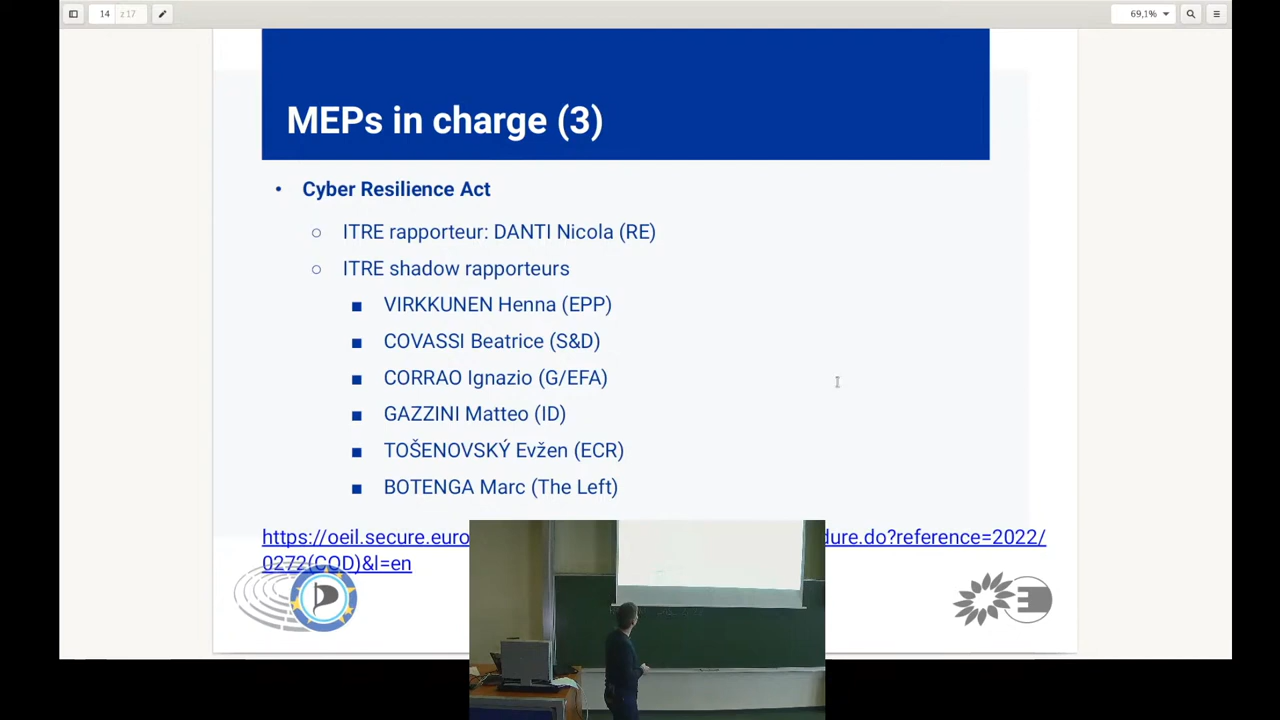 14
z 17
69,1%
MEPs in charge (3)
• Cyber Resilience Act
○ ITRE rapporteur: DANTI Nicola (RE)
○ ITRE shadow rapporteurs
■ VIRKKUNEN Henna (EPP)
■ COVASSI Beatrice (S&D)
■ CORRAO Ignazio (G/EFA)
■ GAZZINI Matteo (ID)
■ TOŠENOVSKÝ Evžen (ECR)
■ BOTENGA Marc (The Left)
https://oeil.secure.euro dure.do?reference=2022/
0272(COD)&l=en